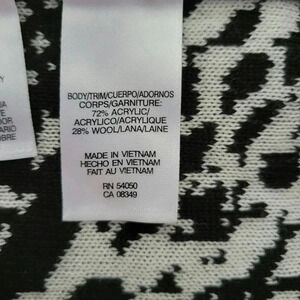 BODY/TRIM/CUERPO/ADORNOS
CORPS/GARNITURE:
72% ACRYLIC/
ACRYLICO/ACRYLIQUE
28% WOOL/LANA/LAINE
MADE IN VIETNAM
HECHO EN VIETNAM
FAIT AU VIETNAM
RN 54050
CA 08349